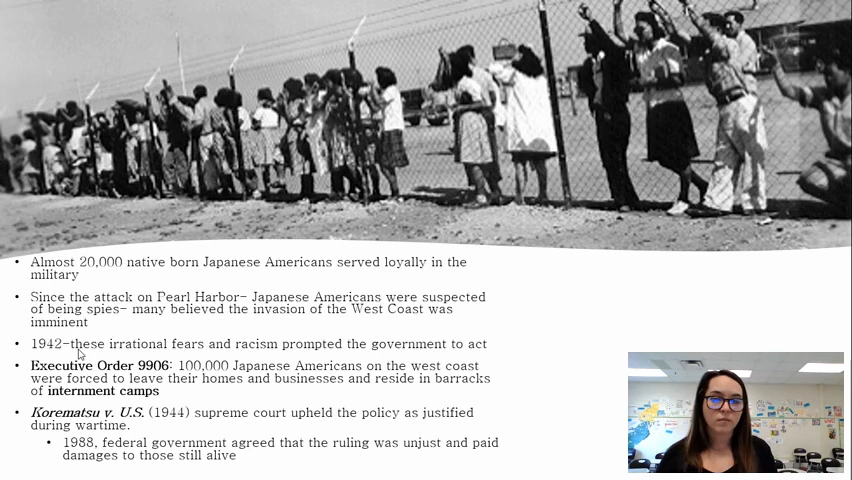 • Almost 20,000 native born Japanese Americans served loyally in the
military
• Since the attack on Pearl Harbor- Japanese Americans were suspected
of being spies- many believed the invasion of the West Coast was
imminent
• 1942-these irrational fears and racism prompted the government to act
• Executive Order 9906: 100,000 Japanese Americans on the west coast
were forced to leave their homes and businesses and reside in barracks
of internment camps
• Korematsu v. U.S. (1944) supreme court upheld the policy as justified
during wartime.
• 1988, federal government agreed that the ruling was unjust and paid
damages to those still alive